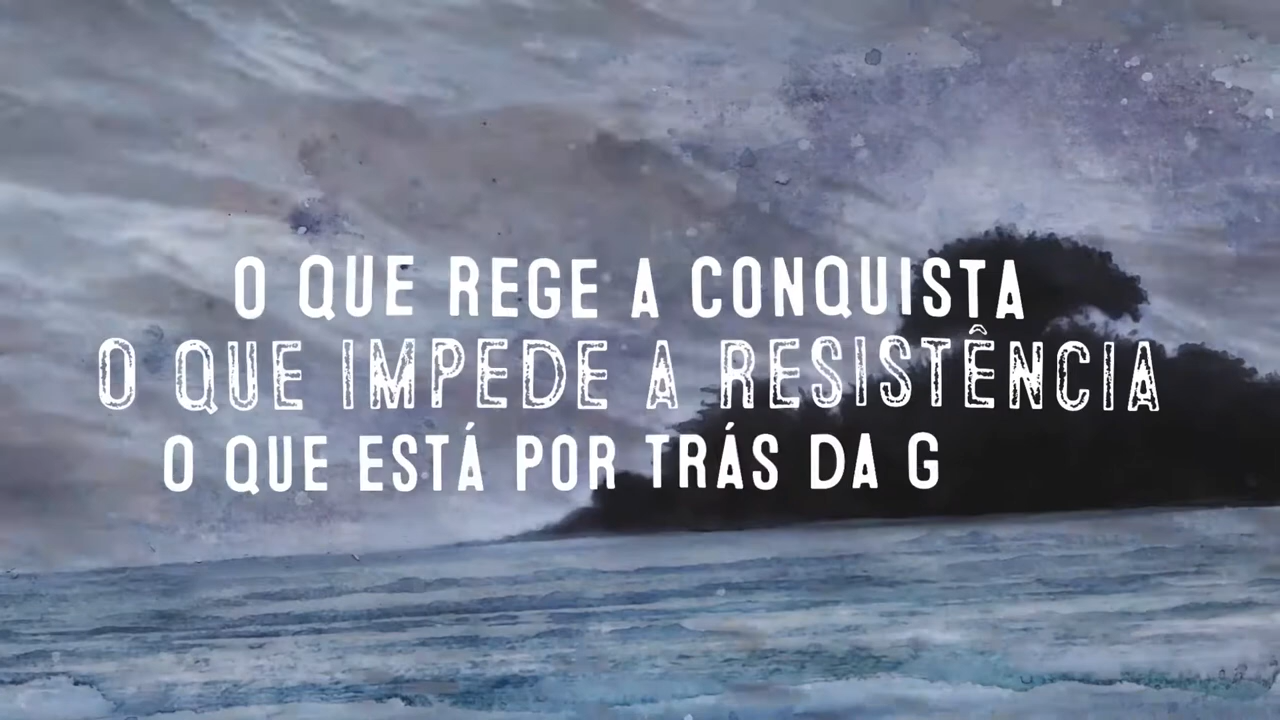 O QUE REGE A CONQUISTA
O QUE IMPEDE A RESISTÊNCIA
O QUE ESTÁ POR TRÁS DA G